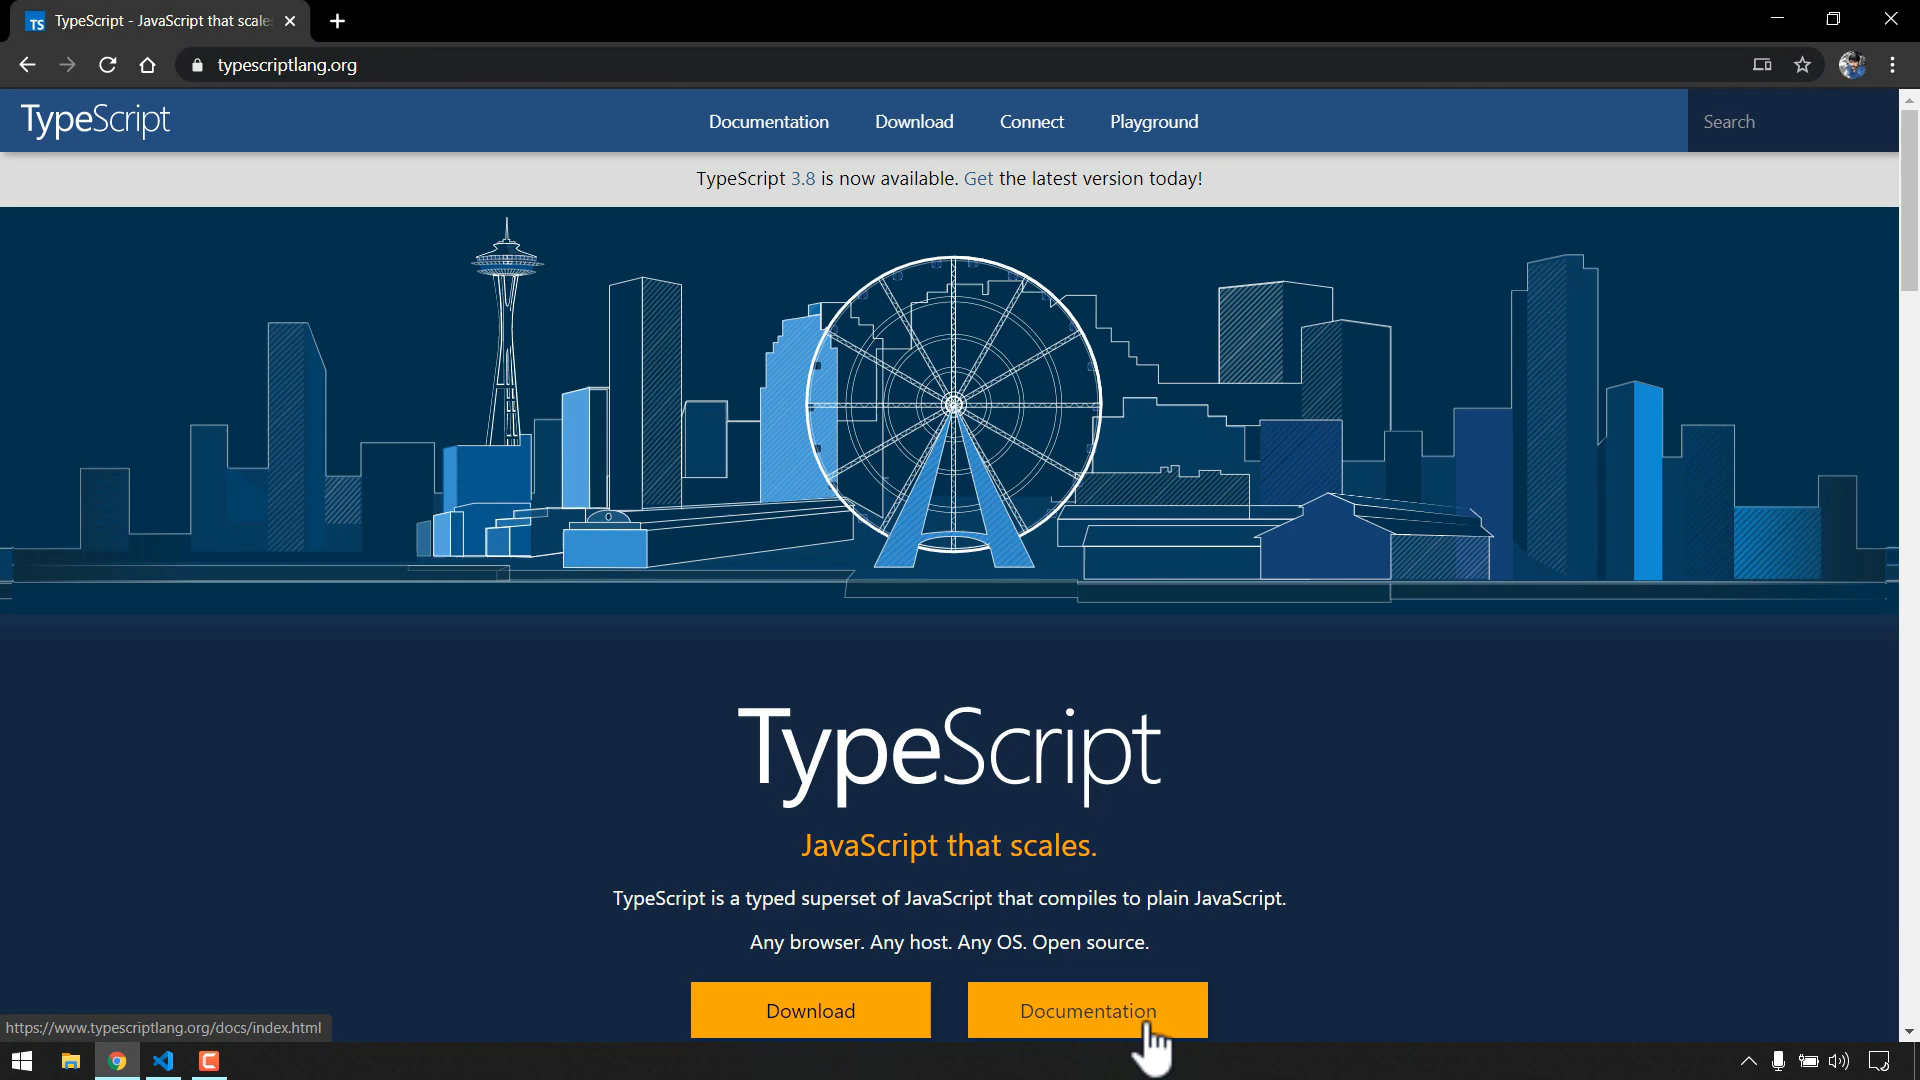 TS TypeScript - JavaScript that scale
typescriptlang.org
TypeScript
Documentation
Download
Connect
Playground
Search
TypeScript 3.8 is now available. Get the latest version today!
TypeScript
JavaScript that scales.
TypeScript is a typed superset of JavaScript that compiles to plain JavaScript.
Any browser. Any host. Any OS. Open source.
Download
Documentation
https://www.typescriptlang.org/docs/index.html